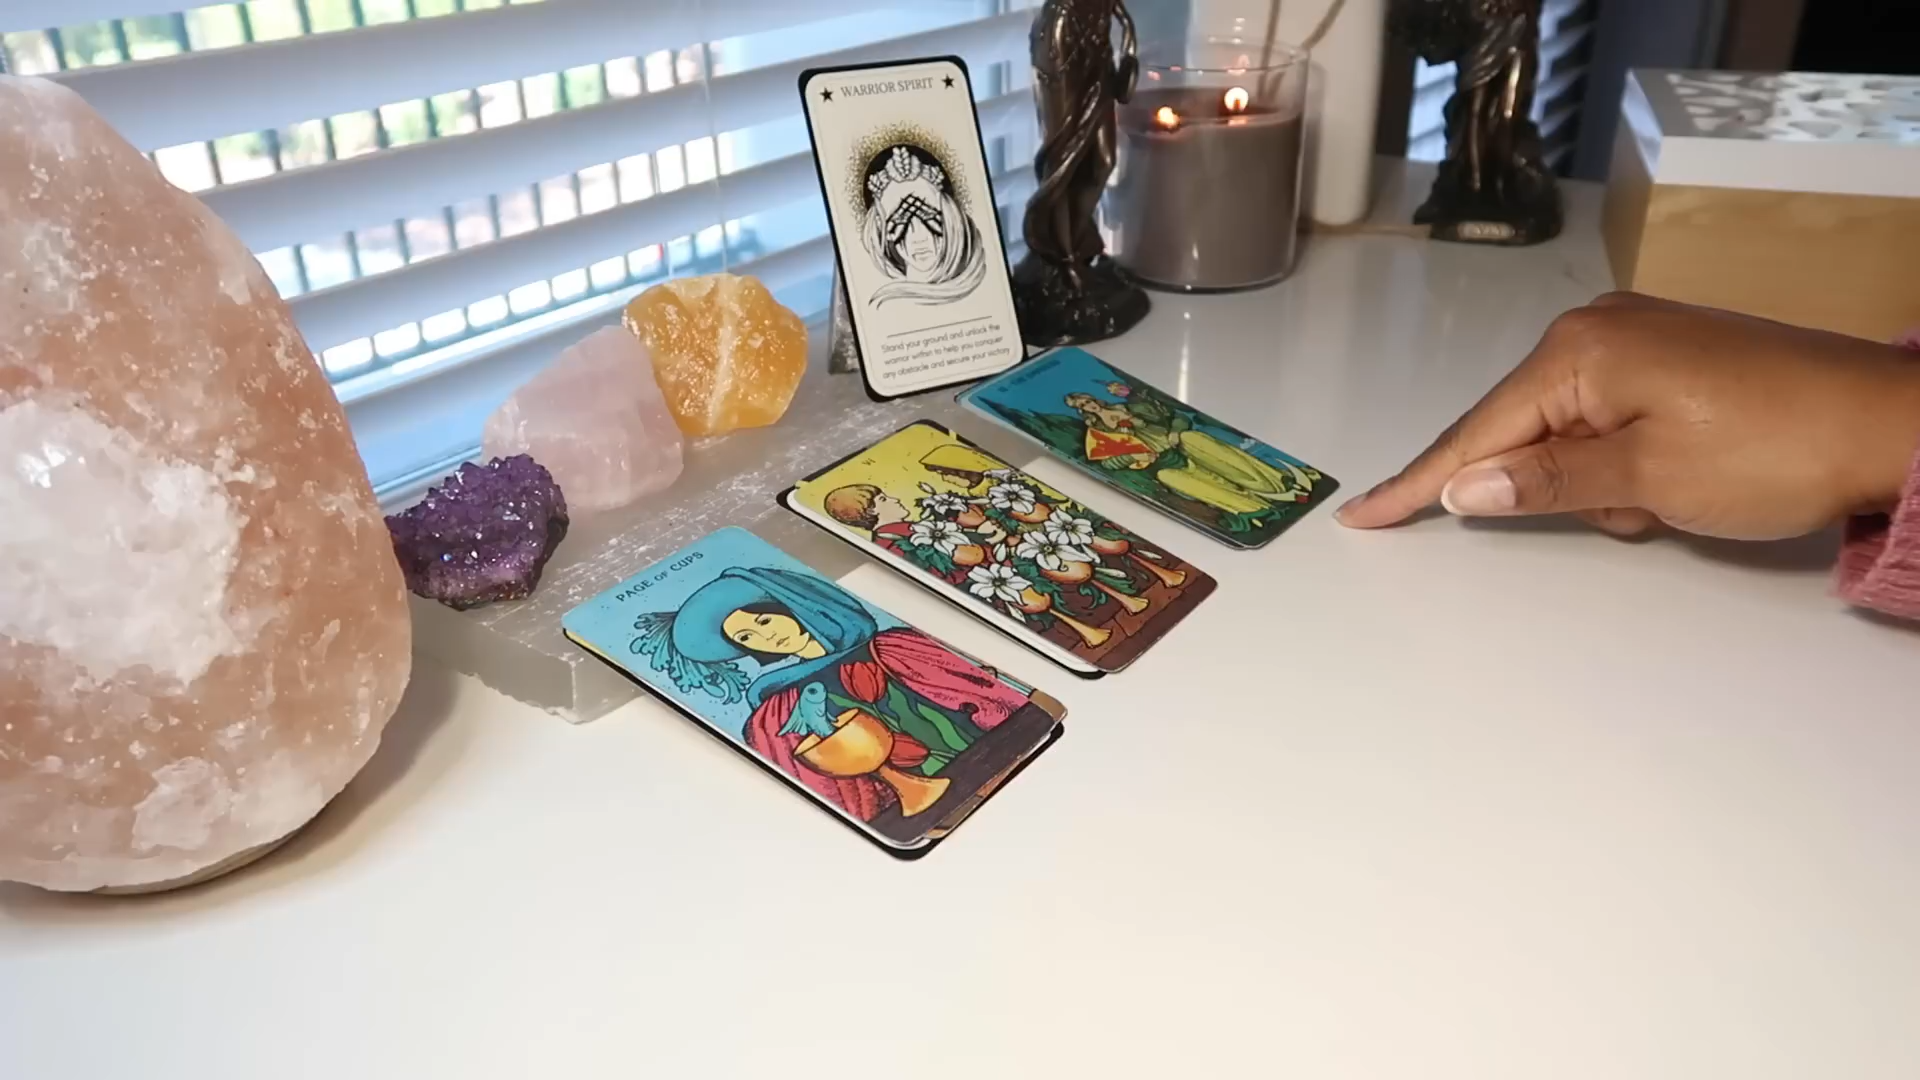 ★ WARRIOR SPIRIT ★
Stand your ground and unlock the
warrior within to help you conquer
any obstacle and secure your victory
VI
PAGE OF CUPS